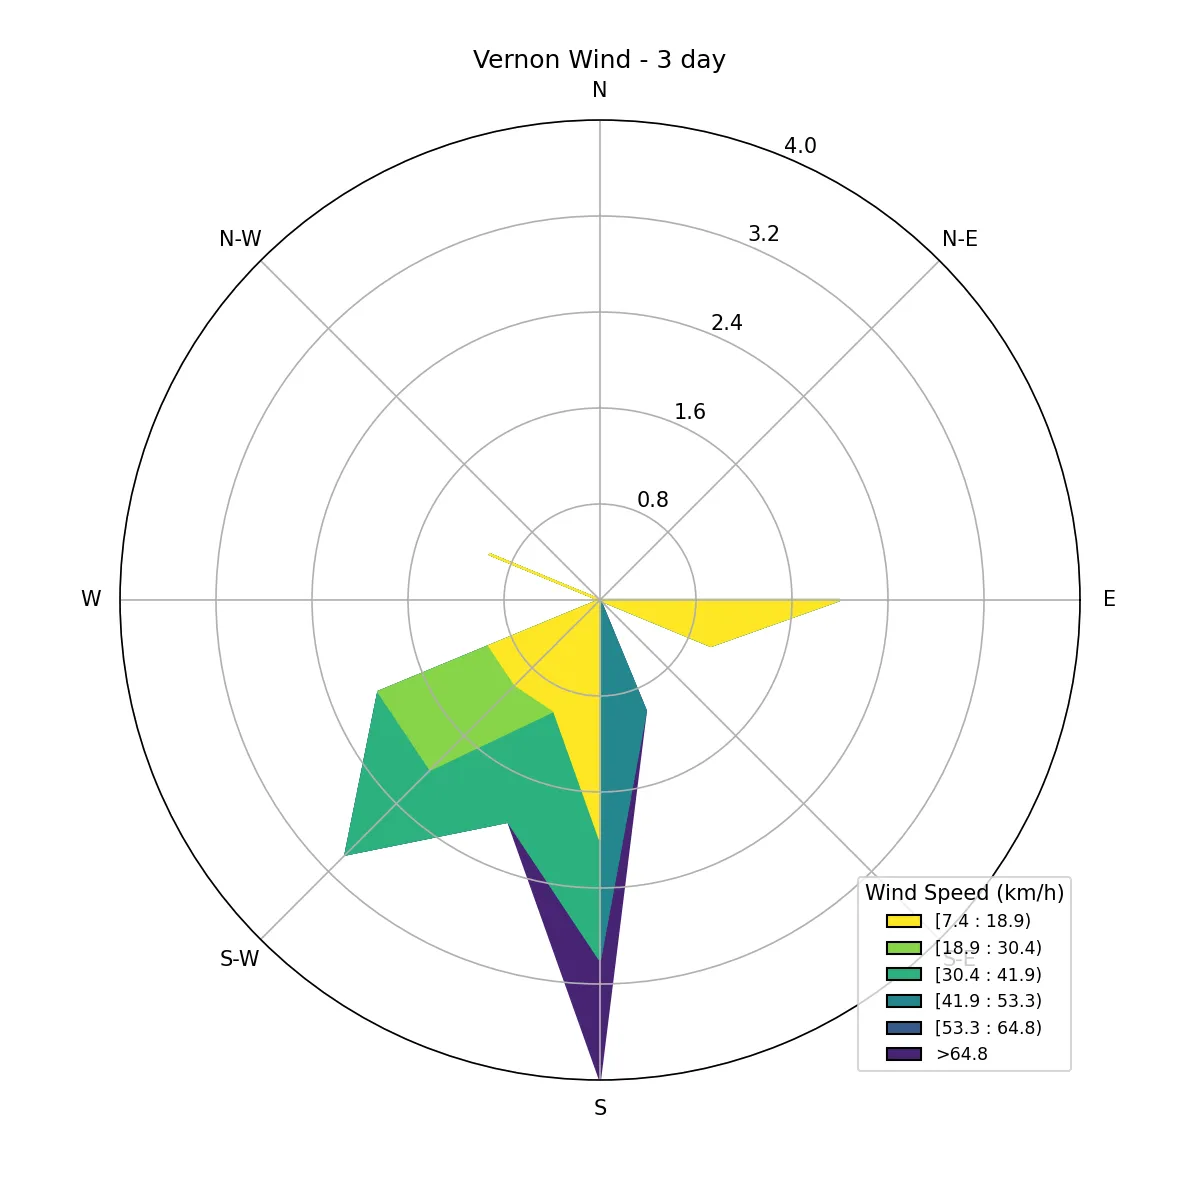 Vernon Wind - 3 day
N
4.0
N-W
3.2
N-E
2.4
1.6
0.8
W
E
Wind Speed (km/h)
[7.4 : 18.9)
[18.9 : 30.4)
S-W
S-E
[30.4 : 41.9)
[41.9 : 53.3)
[53.3 : 64.8)
>64.8
S